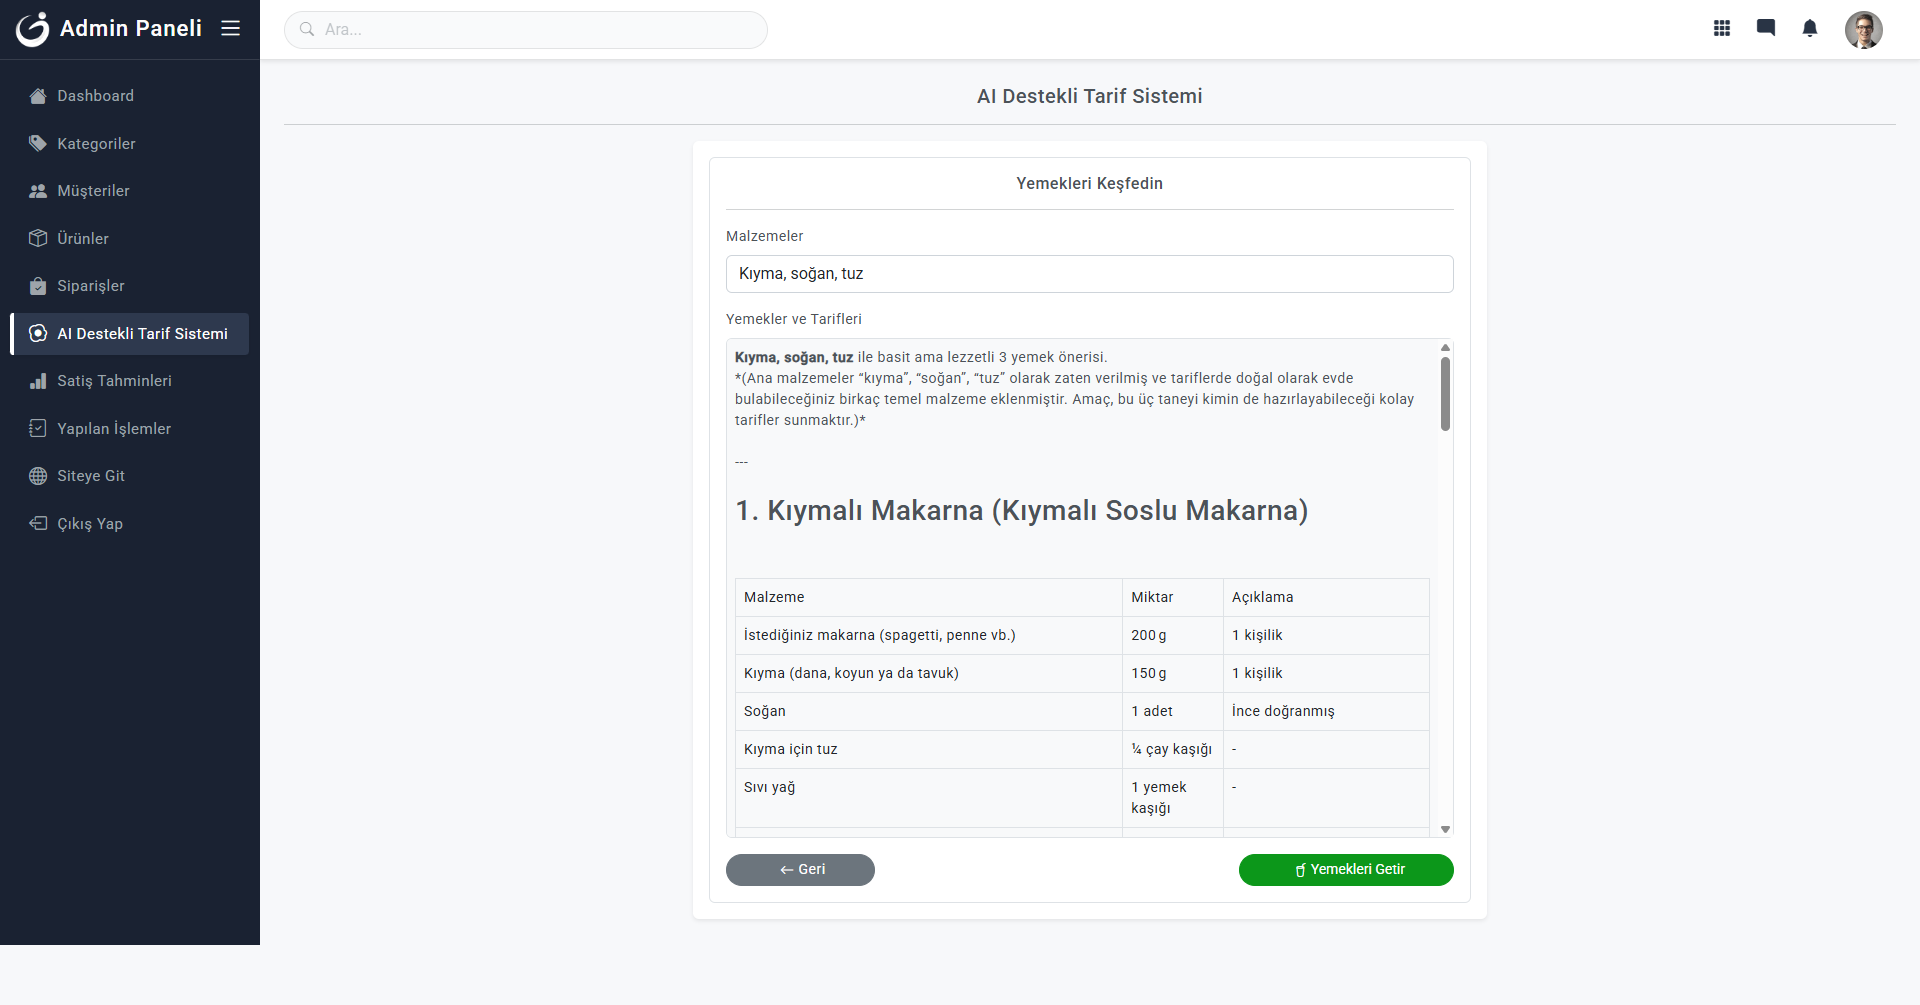 Admin Paneli
Ara...
Dashboard
Kategoriler
Müşteriler
Ürünler
Siparişler
AI Destekli Tarif Sistemi
Satiş Tahminleri
Yapılan İşlemler
Siteye Git
Çıkış Yap
AI Destekli Tarif Sistemi
Yemekleri Keşfedin
Malzemeler
Kıyma, soğan, tuz
Yemekler ve Tarifleri
Kıyma, soğan, tuz ile basit ama lezzetli 3 yemek önerisi.
*(Ana malzemeler “kıyma”, “soğan”, “tuz” olarak zaten verilmiş ve tariflerde doğal olarak evde
bulabileceğiniz birkaç temel malzeme eklenmiştir. Amaç, bu üç taneyi kimin de hazırlayabileceği kolay
tarifler sunmaktır.)*
---
1. Kıymalı Makarna (Kıymalı Soslu Makarna)
Malzeme Miktar Açıklama
İstediğiniz makarna (spagetti, penne vb.) 200 g 1 kişilik
Kıyma (dana, koyun ya da tavuk) 150 g 1 kişilik
Soğan 1 adet İnce doğranmış
Kıyma için tuz ¼ çay kaşığı -
Sıvı yağ 1 yemek -
kaşığı
← Geri
Yemekleri Getir